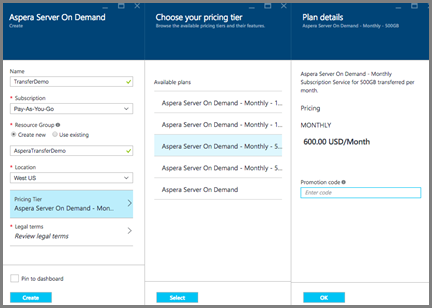 Aspera Server On Demand
Create
Name
TransferDemo
* Subscription
Pay-As-You-Go
* Resource Group
Create new Use existing
AsperaTransferDemo
* Location
West US
Pricing Tier
Aspera Server On Demand - Mon...
* Legal terms
Review legal terms
Pin to dashboard
Create
Choose your pricing tier
Browse the available pricing tiers and their features.
Available plans
Aspera Server On Demand - Monthly - 1...
Aspera Server On Demand - Monthly - 1...
Aspera Server On Demand - Monthly - 5...
Aspera Server On Demand - Monthly - 5...
Aspera Server On Demand
Select
Plan details
Aspera Server On Demand - Monthly - 500GB
Aspera Server On Demand - Monthly
Subscription Service for 500GB transferred per
month.
Pricing
MONTHLY
600.00 USD/Month
Promotion code
Enter code
OK